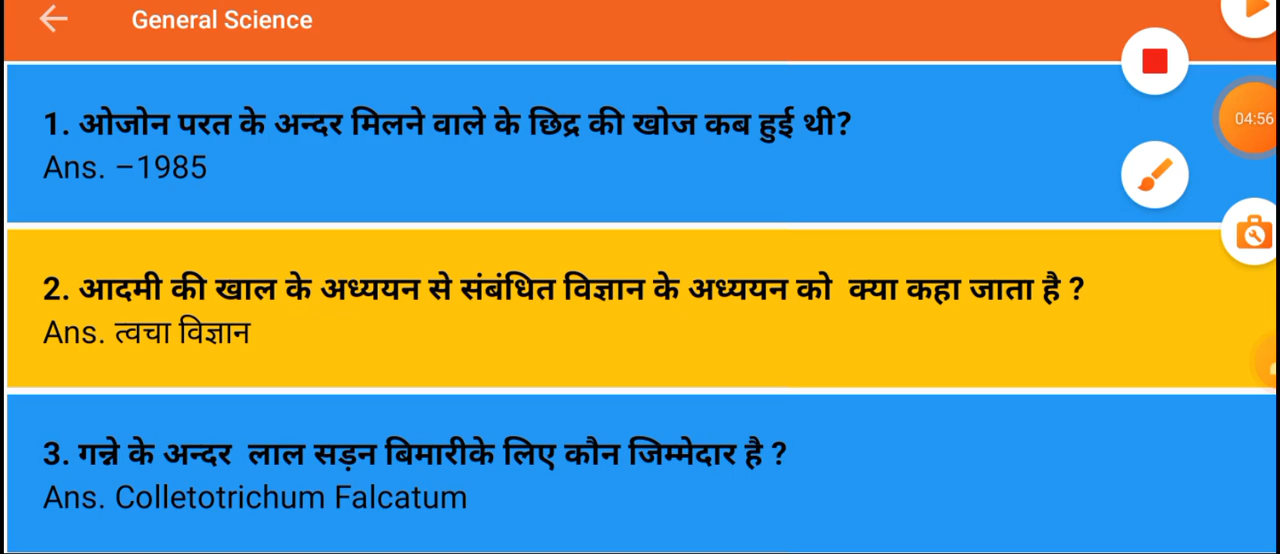 General Science
1. ओजोन परत के अन्दर मिलने वाले के छिद्र की खोज कब हुई थी?
Ans. –1985
04:56
2. आदमी की खाल के अध्ययन से संबंधित विज्ञान के अध्ययन को क्या कहा जाता है ?
Ans. त्वचा विज्ञान
3. गन्ने के अन्दर लाल सड़न बिमारीके लिए कौन जिम्मेदार है ?
Ans. Colletotrichum Falcatum